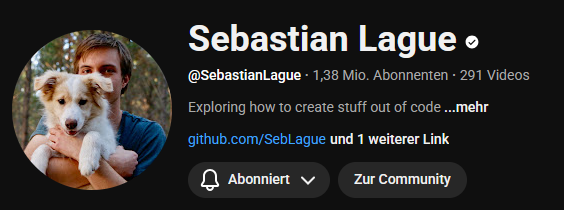 Sebastian Lague
@SebastianLague · 1,38 Mio. Abonnenten · 291 Videos
Exploring how to create stuff out of code ...mehr
github.com/SebLague und 1 weiterer Link
Abonniert Zur Community